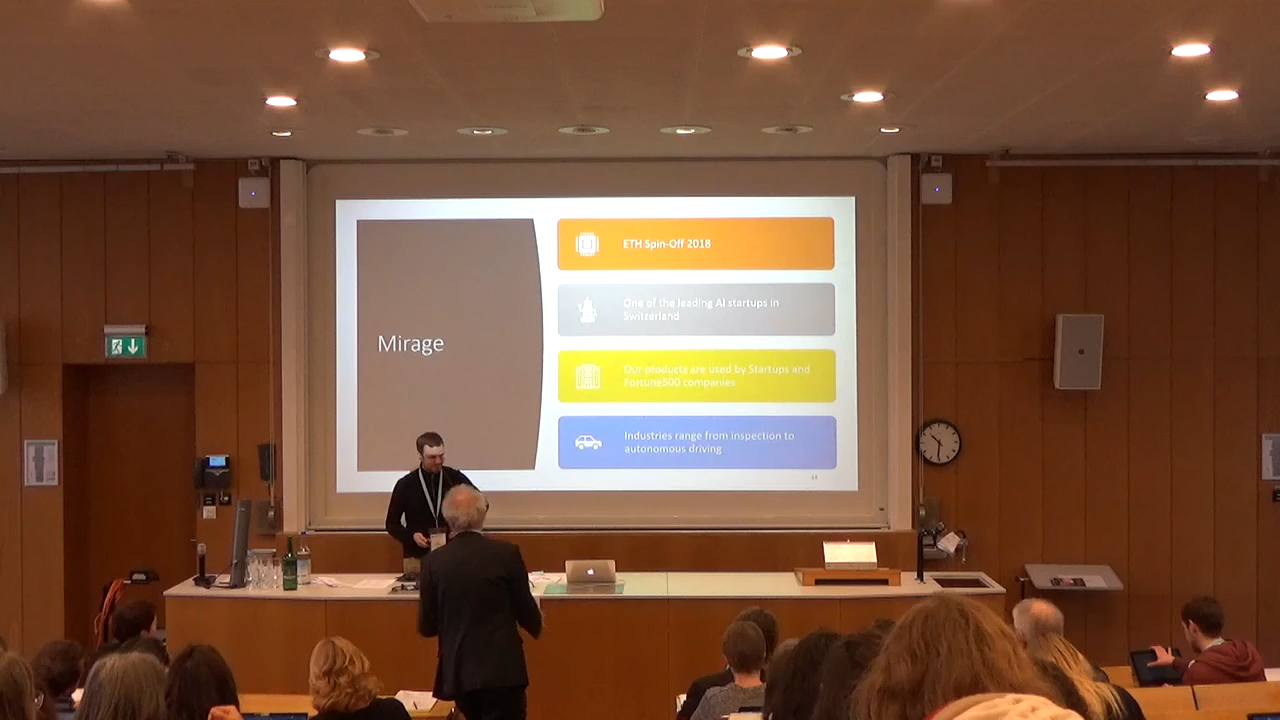 Mirage
ETH Spin-Off 2018
One of the leading AI startups in
Switzerland
Our products are used by Startups and
Fortune500 companies
Industries range from inspection to
autonomous driving